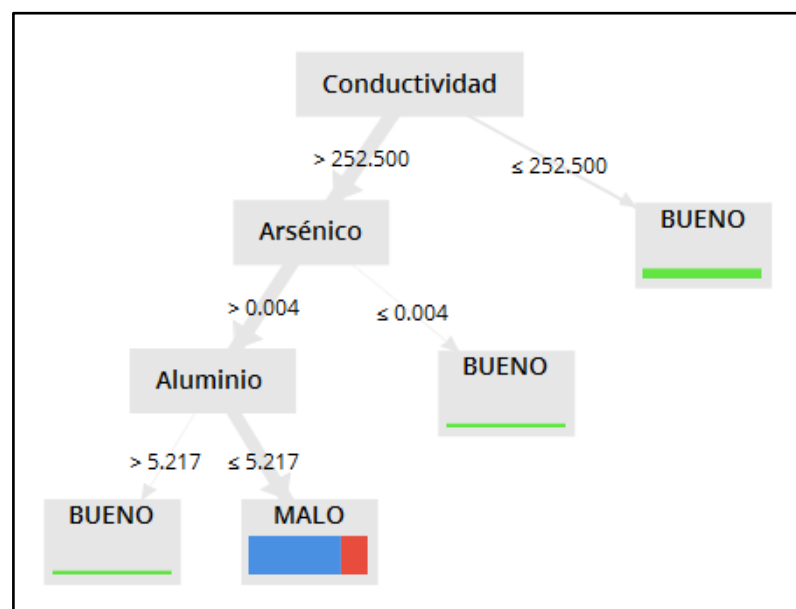 Conductividad
> 252.500
≤ 252.500
Arsénico
BUENO
> 0.004
≤ 0.004
Aluminio
BUENO
> 5.217
≤ 5.217
BUENO
MALO